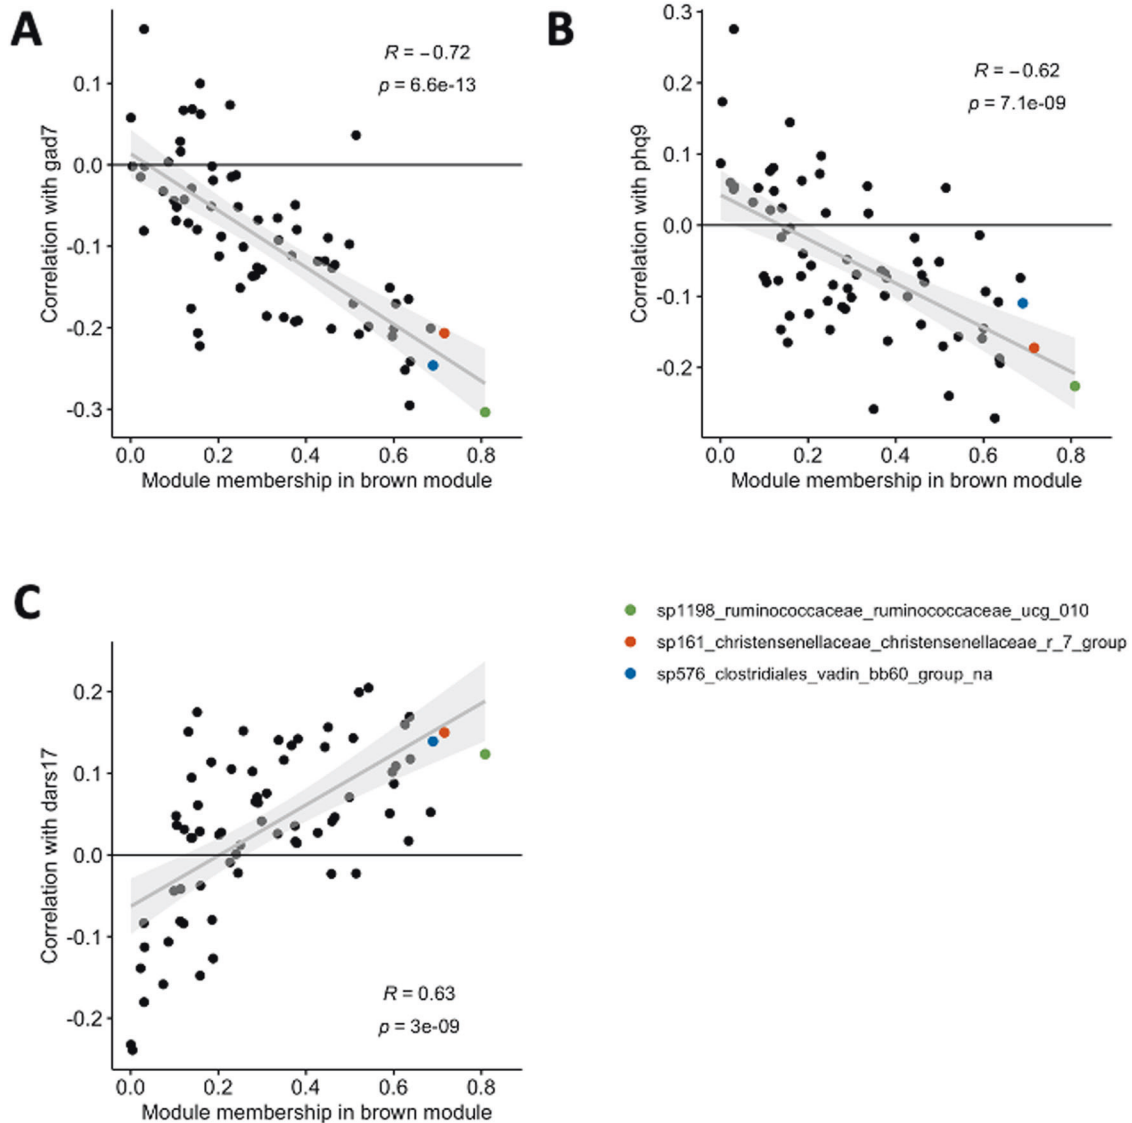 A
R = −0.72
p = 6.6e-13
0.1
0.0
-0.1
-0.2
-0.3
Correlation with gad7
0.0 0.2 0.4 0.6 0.8
Module membership in brown module
B
R = −0.62
p = 7.1e-09
0.3
0.2
0.1
0.0
-0.1
-0.2
Correlation with phq9
0.0 0.2 0.4 0.6 0.8
Module membership in brown module
C
0.2
0.1
0.0
-0.1
-0.2
Correlation with dars17
R = 0.63
p = 3e-09
0.0 0.2 0.4 0.6 0.8
Module membership in brown module
sp1198_ruminococcaceae_ruminococcaceae_ucg_010
sp161_christensenellaceae_christensenellaceae_r_7_group
sp576_clostridiales_vadin_bb60_group_na